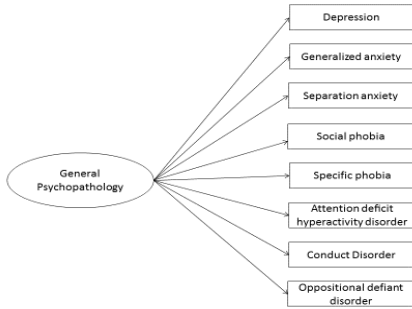 Depression
Generalized anxiety
Separation anxiety
Social phobia
General
Psychopathology
Specific phobia
Attention deficit
hyperactivity disorder
Conduct Disorder
Oppositional defiant
disorder